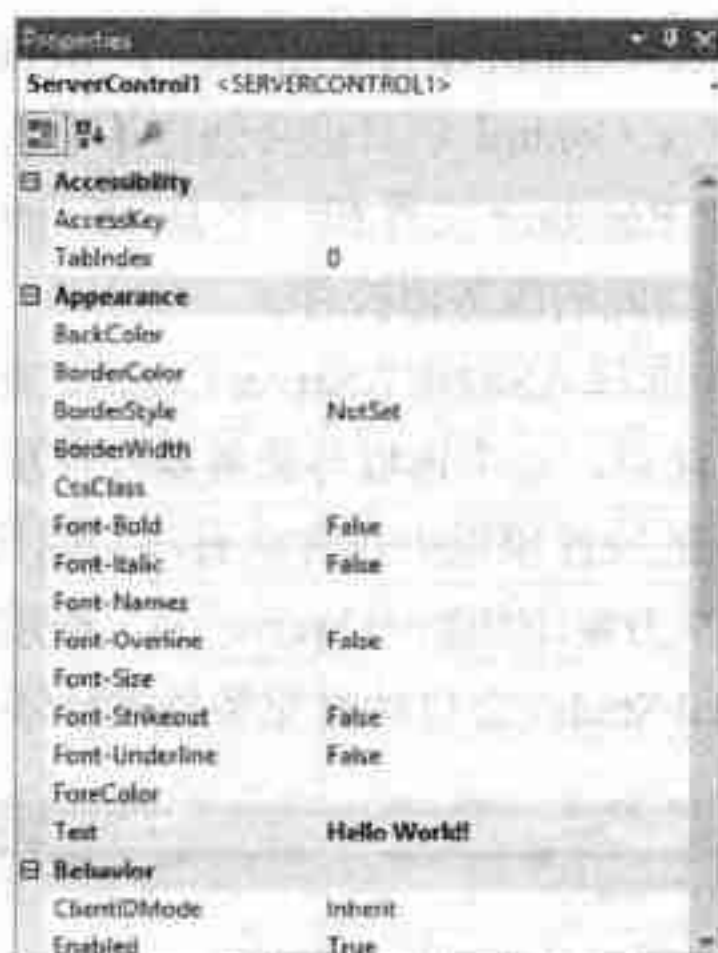 Properties
ServerControl1 <SERVERCONTROL1>
Accessibility
AccessKey
TabIndex 0
Appearance
BackColor
BorderColor
BorderStyle NotSet
BorderWidth
CssClass
Font-Bold False
Font-Italic False
Font-Names
Font-Overline False
Font-Size
Font-Strikeout False
Font-Underline False
ForeColor
Text Hello World!
Behavior
ClientIDMode Inherit
Enabled True